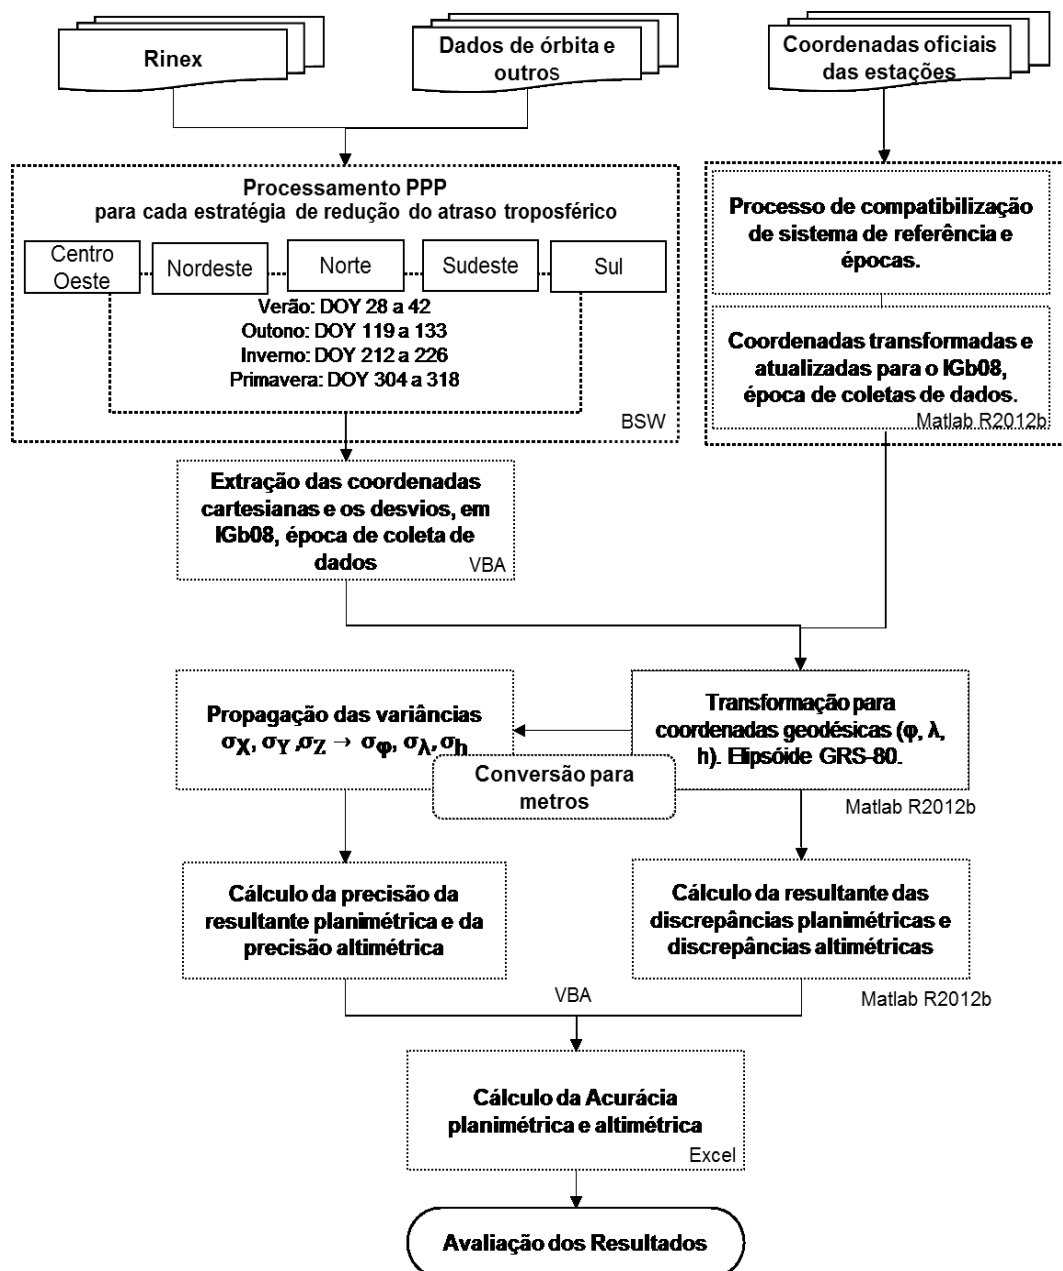 Rinex
Dados de órbita e
outros
Coordenadas oficiais
das estações
Processamento PPP
para cada estratégia de redução do atraso troposférico
Centro
Oeste
Nordeste
Norte
Sudeste
Sul
Verão: DOY 28 a 42
Outono: DOY 119 a 133
Inverno: DOY 212 a 226
Primavera: DOY 304 a 318
BSW
Processo de compatibilização
de sistema de referência e
épocas.
Coordenadas transformadas e
atualizadas para o IGb08,
época de coletas de dados.
Matlab R2012b
Extração das coordenadas
cartesianas e os desvios, em
IGb08, época de coleta de
dados
VBA
Propagação das variâncias
σX, σY ,σZ → σφ, σλ, σh
Transformação para
coordenadas geodésicas (φ, λ,
h). Elipsóide GRS-80.
Conversão para
metros
Matlab R2012b
Cálculo da precisão da
resultante planimétrica e da
precisão altimétrica
Cálculo da resultante das
discrepâncias planimétricas e
discrepâncias altimétricas
VBA
Matlab R2012b
Cálculo da Acurácia
planimétrica e altimétrica
Excel
Avaliação dos Resultados